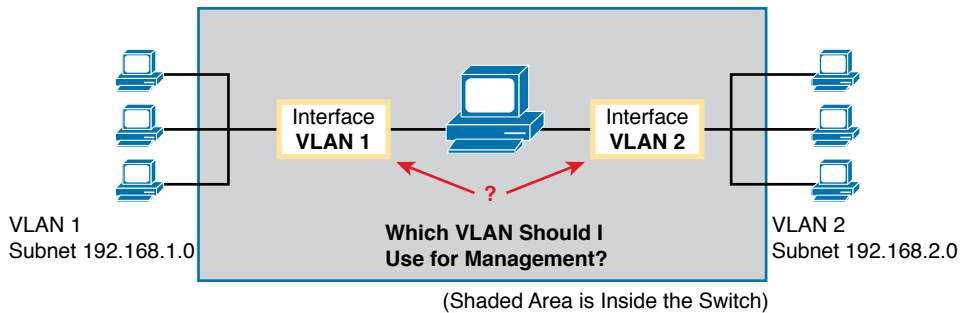 Interface
VLAN 1
Interface
VLAN 2
?
VLAN 1
Subnet 192.168.1.0
Which VLAN Should I
Use for Management?
VLAN 2
Subnet 192.168.2.0
(Shaded Area is Inside the Switch)